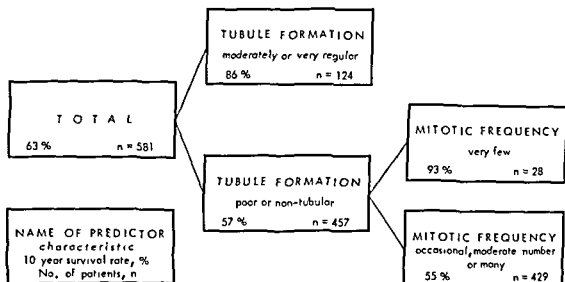 TUBULE FORMATION
moderately or very regular
86 % n = 124
TOTAL
63 % n = 581
TUBULE FORMATION
poor or non-tubular
57 % n = 457
MITOTIC FREQUENCY
very few
93 % n = 28
MITOTIC FREQUENCY
occasional, moderate number
or many
55 % n = 429
NAME OF PREDICTOR
characteristic
10 year survival rate, %
No. of patients, n